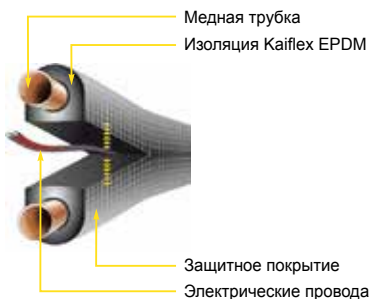 Медная трубка
Изоляция Kaiflex EPDM
Защитное покрытие
Электрические провода